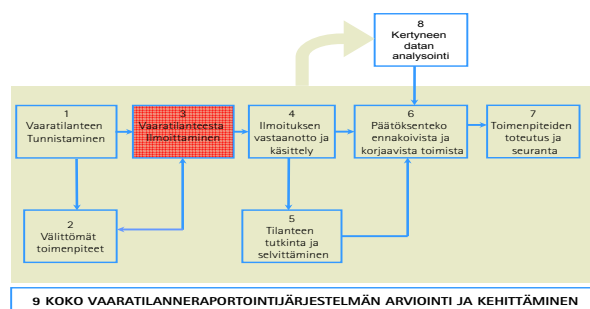 8
Kertyneen
datan
analysointi
1
Vaaratilanteen
Tunnistaminen
3
Vaaratilanteesta
Ilmoittaminen
4
Ilmoituksen
vastaanotto ja
käsittely
6
Päätöksenteko
ennakoivista ja
korjaavista toimista
7
Toimenpiteiden
toteutus ja
seuranta
2
Välittömät
toimenpiteet
5
Tilanteen
tutkinta ja
selvittäminen
9 KOKO VAARATILANNERAPORTOINTIJÄRJESTELMÄN ARVIOINTI JA KEHITTÄMINEN